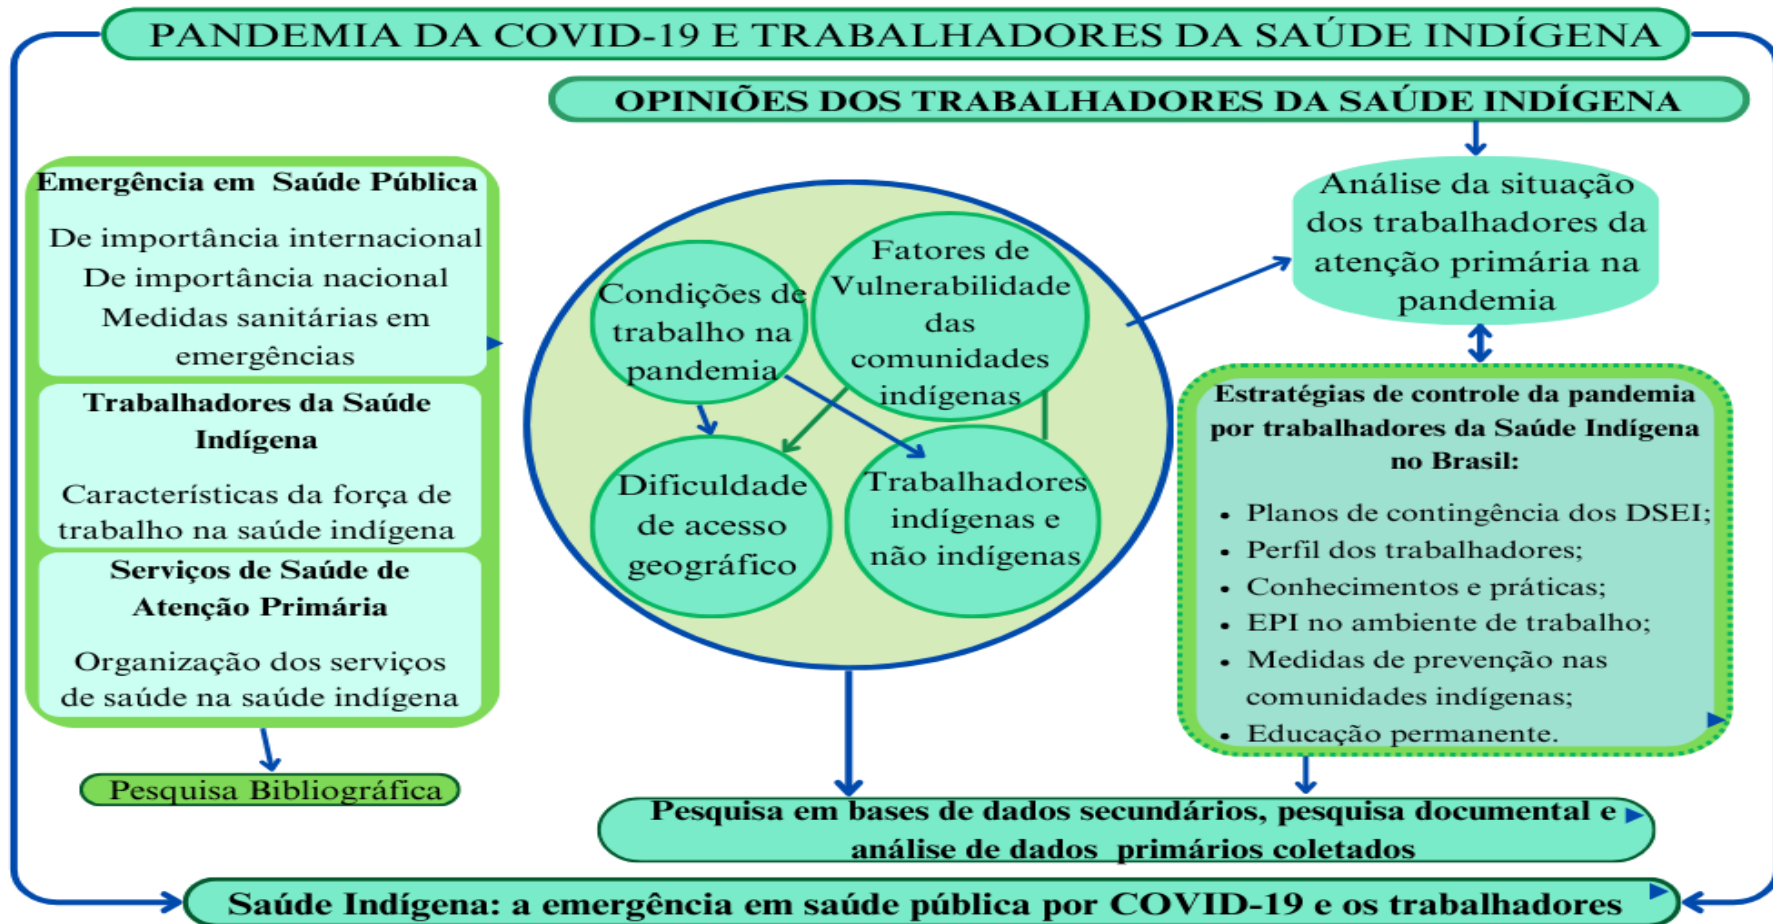 PANDEMIA DA COVID-19 E TRABALHADORES DA SAÚDE INDÍGENA
OPINIÕES DOS TRABALHADORES DA SAÚDE INDÍGENA
Emergência em Saúde Pública
De importância internacional
De importância nacional
Medidas sanitárias em
emergências
Trabalhadores da Saúde
Indígena
Características da força de
trabalho na saúde indígena
Serviços de Saúde de
Atenção Primária
Organização dos serviços
de saúde na saúde indígena
Pesquisa Bibliográfica
Condições de
trabalho na
pandemia
Fatores de
Vulnerabilidade
das
comunidades
indígenas
Dificuldade
de acesso
geográfico
Trabalhadores
indígenas e
não indígenas
Análise da situação
dos trabalhadores da
atenção primária na
pandemia
Estratégias de controle da pandemia
por trabalhadores da Saúde Indígena
no Brasil:
• Planos de contingência dos DSEI;
• Perfil dos trabalhadores;
• Conhecimentos e práticas;
• EPI no ambiente de trabalho;
• Medidas de prevenção nas
comunidades indígenas;
• Educação permanente.
Pesquisa em bases de dados secundários, pesquisa documental e
análise de dados primários coletados
Saúde Indígena: a emergência em saúde pública por COVID-19 e os trabalhadores